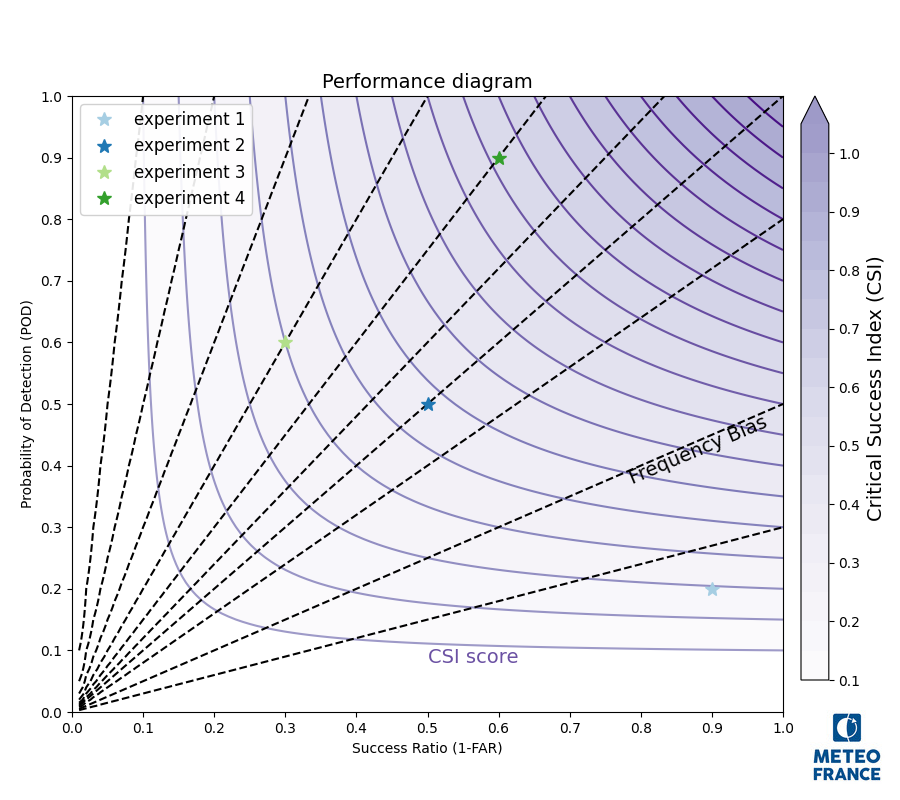 Performance diagram
experiment 1
experiment 2
experiment 3
experiment 4
1.0
0.9
0.8
0.7
0.6
0.5
0.4
0.3
0.2
0.1
0.0
Probability of Detection (POD)
Frequency Bias
CSI score
0.0 0.1 0.2 0.3 0.4 0.5 0.6 0.7 0.8 0.9 1.0
Success Ratio (1-FAR)
1.0
0.9
0.8
0.7
0.6
0.5
0.4
0.3
0.2
0.1
Critical Success Index (CSI)
METEO
FRANCE